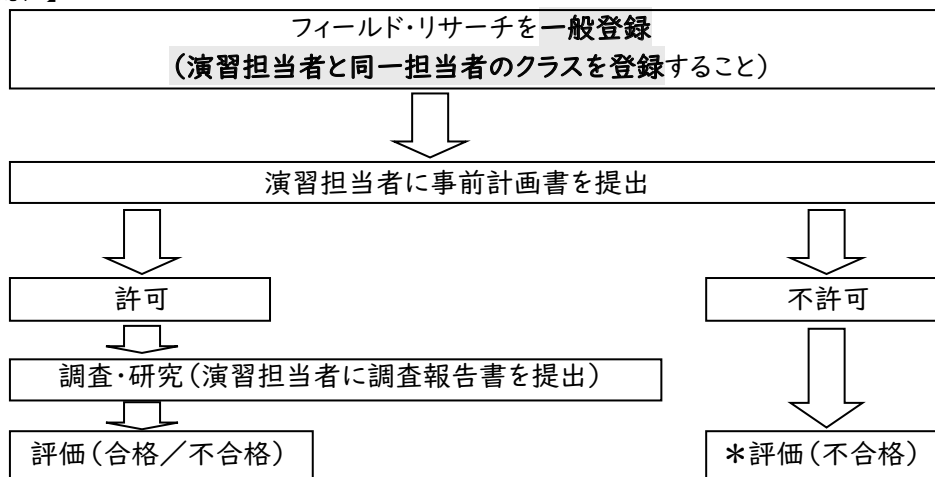 フィールド・リサーチを一般登録
(演習担当者と同一担当者のクラスを登録すること)
演習担当者に事前計画書を提出
許可
不許可
調査・研究(演習担当者に調査報告書を提出)
評価(合格／不合格)
＊評価(不合格)